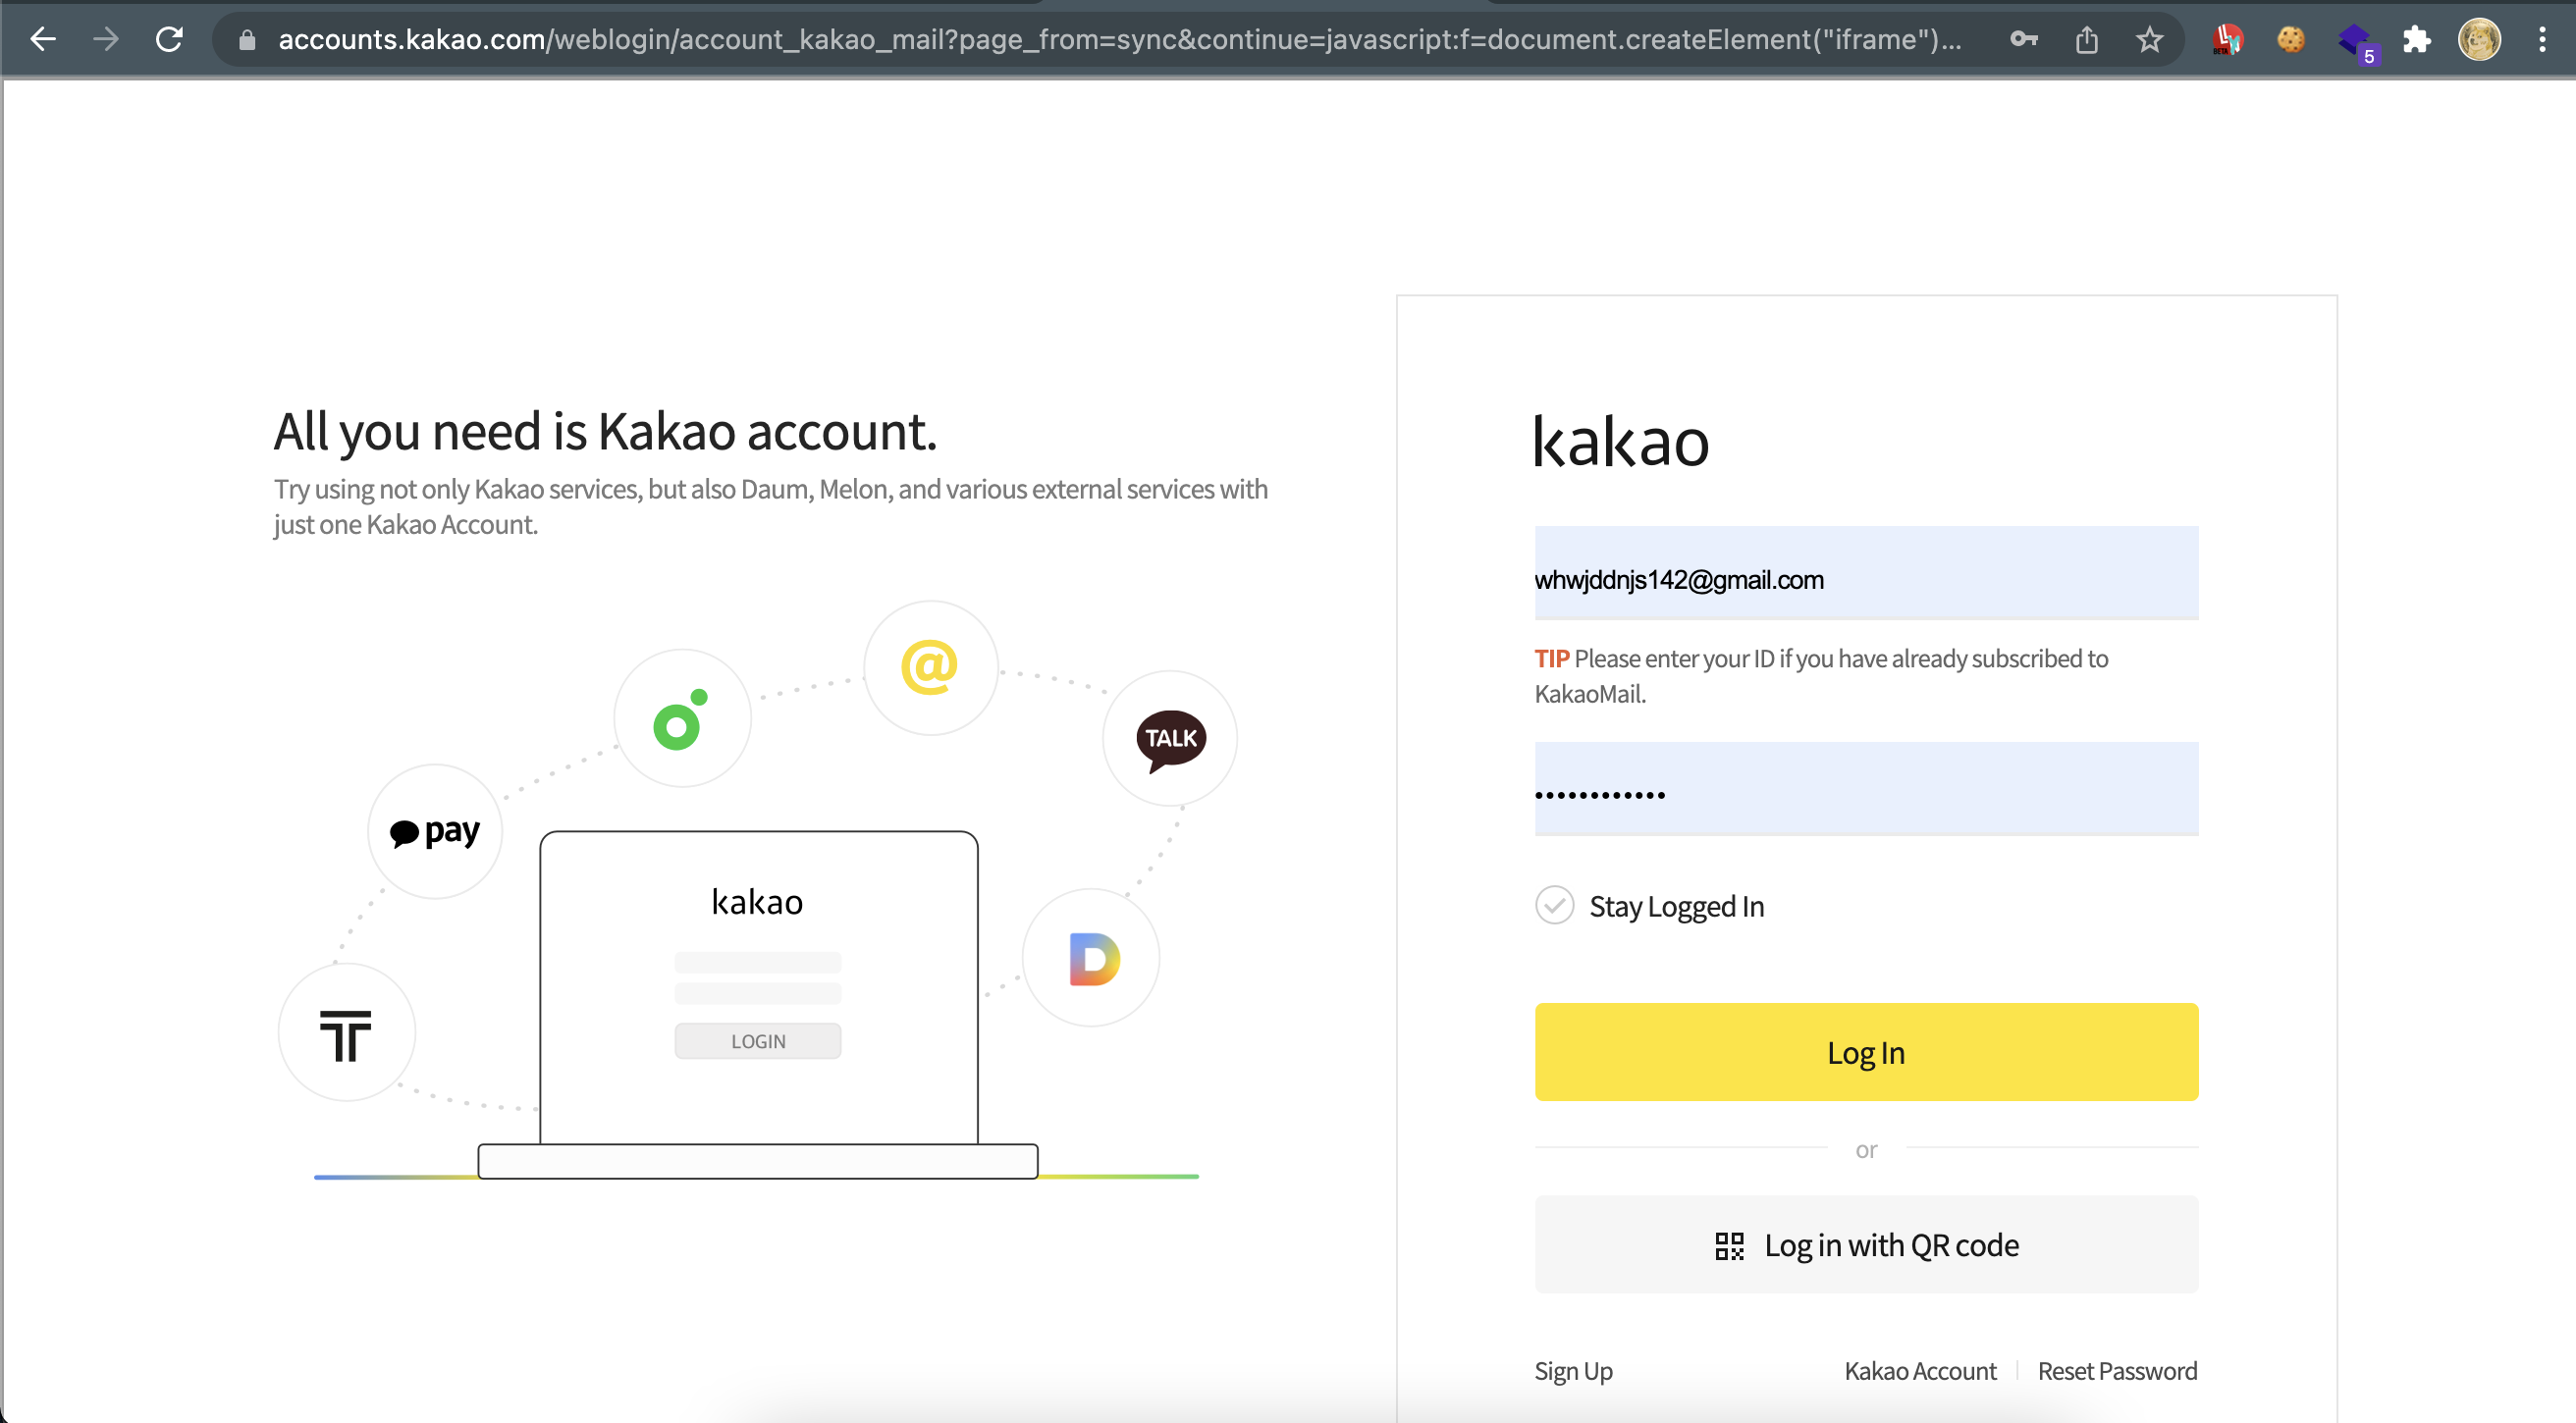 accounts.kakao.com/weblogin/account_kakao_mail?page_from=sync&continue=javascript:f=document.createElement("iframe")...
BETA
5
All you need is Kakao account.
Try using not only Kakao services, but also Daum, Melon, and various external services with
just one Kakao Account.
@
TALK
pay
kakao
LOGIN
T
D
kakao
whwjddnjs142@gmail.com
TIP Please enter your ID if you have already subscribed to
KakaoMail.
••••••••••••
Stay Logged In
Log In
or
Log in with QR code
Sign Up
Kakao Account | Reset Password